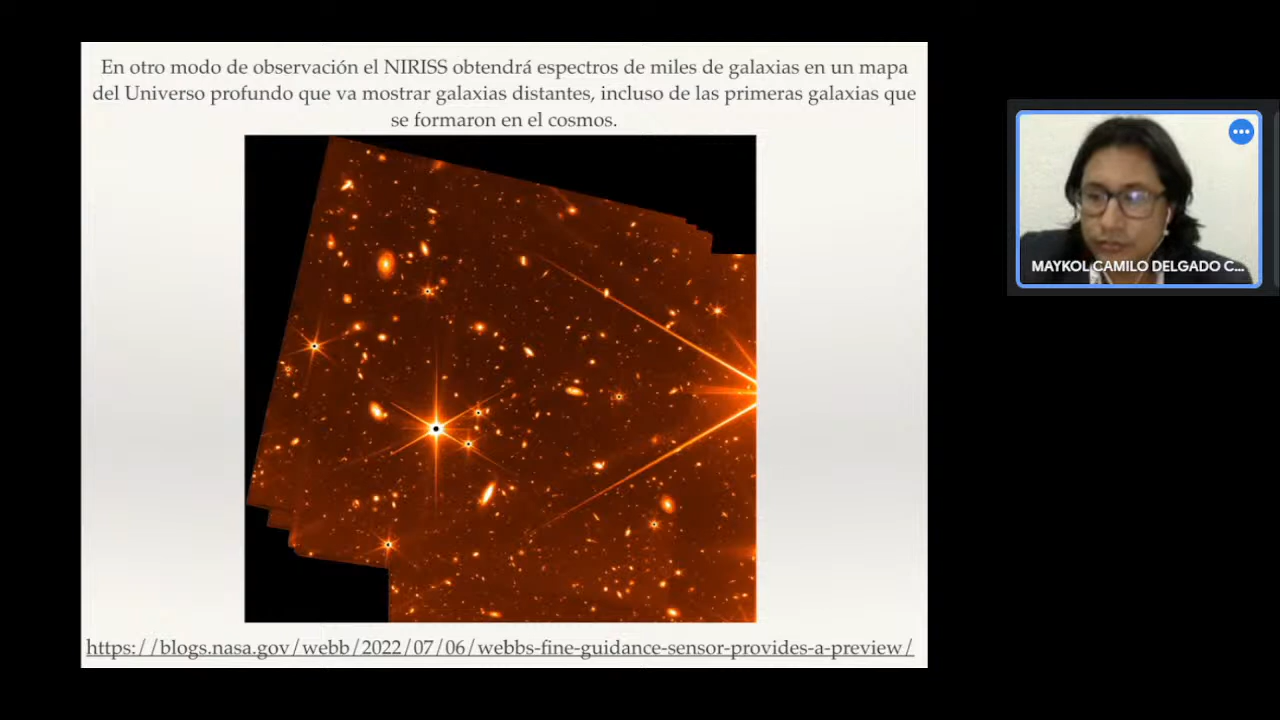 En otro modo de observación el NIRISS obtendrá espectros de miles de galaxias en un mapa
del Universo profundo que va mostrar galaxias distantes, incluso de las primeras galaxias que
se formaron en el cosmos.
MAYKOL CAMILO DELGADO C...
https://blogs.nasa.gov/webb/2022/07/06/webbs-fine-guidance-sensor-provides-a-preview/